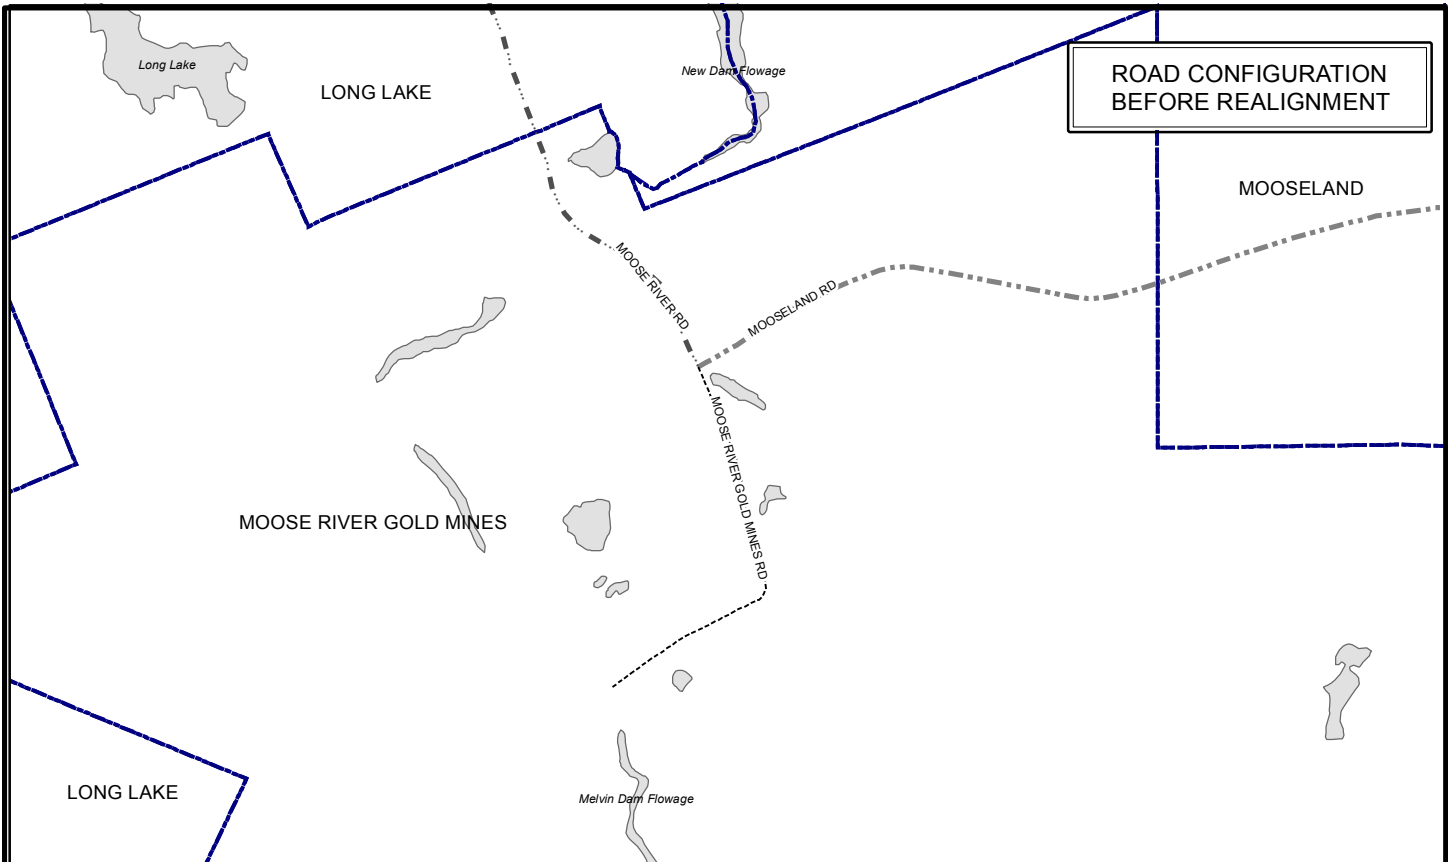 Long Lake
LONG LAKE
New Dam Flowage
ROAD CONFIGURATION
BEFORE REALIGNMENT
MOOSELAND
MOOSE RIVER RD
MOOSELAND RD
MOOSE RIVER GOLD MINES RD
MOOSE RIVER GOLD MINES
LONG LAKE
Melvin Dam Flowage